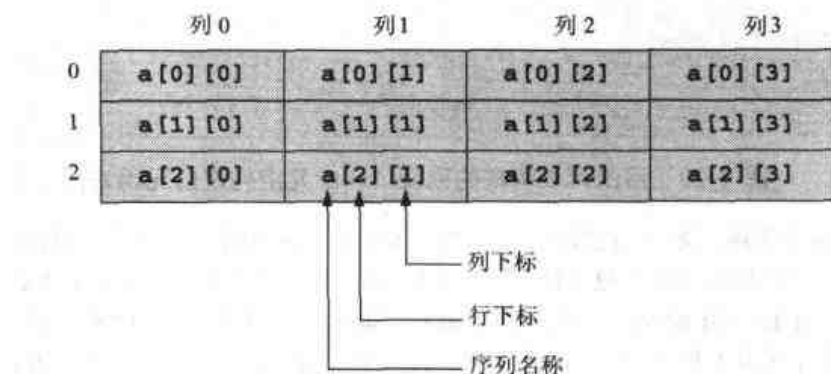 列 0 列1 列 2 列3
0 a[0][0] a[0][1] a[0][2] a[0][3]
1 a[1][0] a[1][1] a[1][2] a[1][3]
2 a[2][0] a[2][1] a[2][2] a[2][3]
列下标
行下标
序列名称